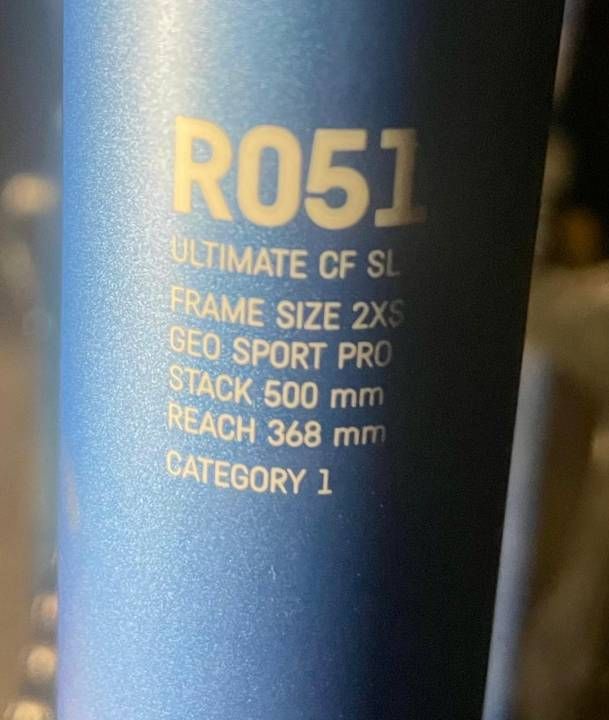 R051
ULTIMATE CF SL
FRAME SIZE 2XS
GEO SPORT PRO
STACK 500 mm
REACH 368 mm
CATEGORY 1